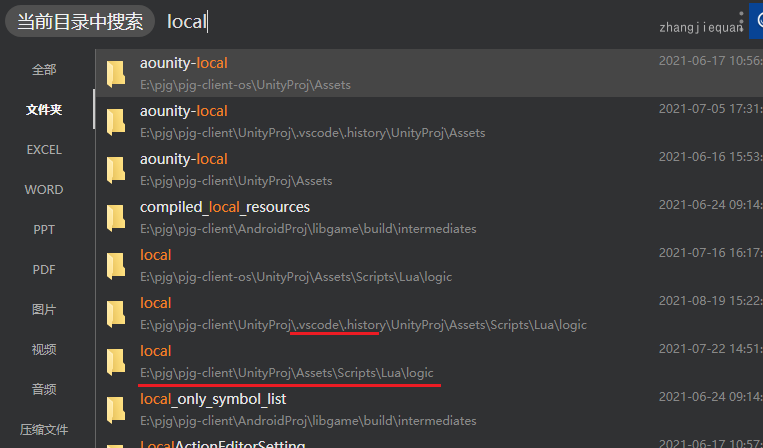 当前目录中搜索 local
zhangjiequan
全部
文件夹
EXCEL
WORD
PPT
PDF
图片
视频
音频
压缩文件
aounity-local 2021-06-17 10:56:
E:\pjg\pjg-client-os\UnityProj\Assets
aounity-local 2021-07-05 17:31:
E:\pjg\pjg-client\UnityProj\.vscode\.history\UnityProj\Assets
aounity-local 2021-06-16 15:53:
E:\pjg\pjg-client\UnityProj\Assets
compiled_local_resources 2021-06-24 09:14:
E:\pjg\pjg-client\AndroidProj\libgame\build\intermediates
local 2021-07-16 16:17:
E:\pjg\pjg-client-os\UnityProj\Assets\Scripts\Lua\logic
local 2021-08-19 15:22:
E:\pjg\pjg-client\UnityProj\.vscode\.history\UnityProj\Assets\Scripts\Lua\logic
local 2021-07-22 14:51:
E:\pjg\pjg-client\UnityProj\Assets\Scripts\Lua\logic
local_only_symbol_list 2021-06-24 09:14:
E:\pjg\pjg-client\AndroidProj\libgame\build\intermediates
LocalActionEditorSetting 2021-06-17 10:57: